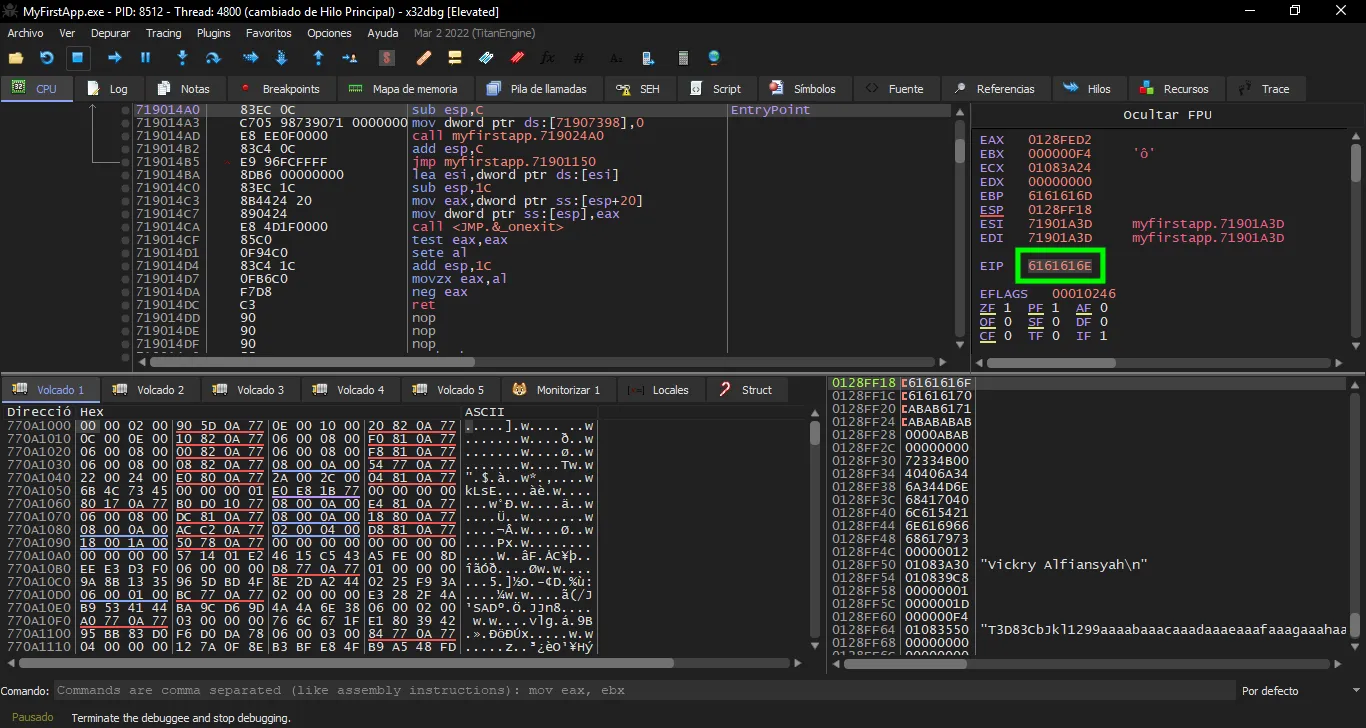 MyFirstApp.exe - PID: 8512 - Thread: 4800 (cambiado de Hilo Principal) - x32dbg [Elevated]
Archivo Ver Depurar Tracing Plugins Favoritos Opciones Ayuda Mar 2 2022 (TitanEngine)
CPU Log Notas Breakpoints Mapa de memoria Pila de llamadas SEH Script Símbolos Fuente Referencias Hilos Recursos Trace
719014A0 83EC 0C sub esp,C EntryPoint
719014A3 C705 98739071 00000000 mov dword ptr ds:[71907398],0
719014AD E8 EE0F0000 call myfirstapp.719024A0
719014B2 83C4 0C add esp,C
719014B5 E9 96FCFFFF jmp myfirstapp.71901150
719014BA 8DB6 00000000 lea esi,dword ptr ds:[esi]
719014C0 83EC 1C sub esp,1C
719014C3 8B4424 20 mov eax,dword ptr ss:[esp+20]
719014C7 890424 mov dword ptr ss:[esp],eax
719014CA E8 4D1F0000 call <JMP.&_onexit>
719014CF 85C0 test eax,eax
719014D1 0F94C0 sete al
719014D4 83C4 1C add esp,1C
719014D7 0FB6C0 movzx eax,al
719014DA F7D8 neg eax
719014DC C3 ret
719014DD 90 nop
719014DE 90 nop
719014DF 90 nop
Ocultar FPU
EAX 0128FED2
EBX 000000F4 'ô'
ECX 01083A24
EDX 00000000
EBP 6161616D
ESP 0128FF18
ESI 71901A3D myfirstapp.71901A3D
EDI 71901A3D myfirstapp.71901A3D
EIP 6161616E
EFLAGS 00010246
ZF 1 PF 1 AF 0
OF 0 SF 0 DF 0
CF 0 TF 0 IF 1
Volcado 1 Volcado 2 Volcado 3 Volcado 4 Volcado 5 Monitorizar 1 Locales Struct
Direcció Hex ASCII
770A1000 00 00 02 00 90 5D 0A 77 0E 00 10 00 20 82 0A 77 .....].w.... ..w
770A1010 0C 00 0E 00 10 82 0A 77 06 00 08 00 F0 81 0A 77 .......w....ð..w
770A1020 06 00 08 00 00 82 0A 77 06 00 08 00 F8 81 0A 77 .......w....ø..w
770A1030 06 00 08 00 08 82 0A 77 08 00 0A 00 54 77 0A 77 .......w....Tw.w
770A1040 22 00 24 00 E0 80 0A 77 2A 00 2C 00 04 81 0A 77 ".$.à..w*.,....w
770A1050 6B 4C 73 45 00 00 00 01 E0 E8 1B 77 00 00 00 00 kLsE....àè.w....
770A1060 80 17 0A 77 B0 D0 10 77 08 00 0A 00 E4 81 0A 77 ...w°Ð.w....ä..w
770A1070 06 00 08 00 DC 81 0A 77 08 00 0A 00 18 80 0A 77 ....Ü..w.......w
770A1080 08 00 0A 00 AC C2 0A 77 02 00 04 00 D8 81 0A 77 ....¬Â.w....Ø..w
770A1090 18 00 1A 00 50 78 0A 77 00 00 00 00 00 00 00 00 ....Px.w........
770A10A0 00 00 00 00 57 14 01 E2 46 15 C5 43 A5 FE 00 8D ....W..âF.ÅC¥þ..
770A10B0 EE E3 D3 F0 06 00 00 00 D8 77 0A 77 01 00 00 00 îãÓð....Øw.w....
770A10C0 9A 8B 13 35 96 5D BD 4F 8E 2D A2 44 02 25 F9 3A ...5.]½O.-¢D.%ù:
770A10D0 06 00 01 00 BC 77 0A 77 02 00 00 00 E3 28 2F 4A ....¼w.w....ã(/J
770A10E0 B9 53 41 44 BA 9C D6 9D 4A 4A 6E 38 06 00 02 00 ¹SADº.Ö.JJn8....
770A10F0 A0 77 0A 77 03 00 00 00 76 6C 67 1F E1 80 39 42  w.w....vlg.á.9B
770A1100 95 BB 83 D0 F6 D0 DA 78 06 00 03 00 84 77 0A 77 .».ÐöÐÚx.....w.w
770A1110 04 00 00 00 12 7A 0F 8E B3 BF E8 4F B9 A5 48 FD .....z..³¿èO¹¥Hý
0128FF18 6161616F
0128FF1C 61616170
0128FF20 ABAB6171
0128FF24 ABABABAB
0128FF28 0000ABAB
0128FF2C 00000000
0128FF30 72334B00
0128FF34 40406A34
0128FF38 6A344D6E
0128FF3C 68417040
0128FF40 6C615421
0128FF44 6E616966
0128FF48 68617973
0128FF4C 00000012
0128FF50 01083A30 "Vickry Alfiansyah\n"
0128FF54 010839C8
0128FF58 00000001
0128FF5C 0000001D
0128FF60 000000F4
0128FF64 01083550 "T3D83CbJkl1299aaaabaaacaaadaaaeaaafaaagaaahaa
0128FF68 00000000
Comando: Commands are comma separated (like assembly instructions): mov eax, ebx Por defecto
Pausado Terminate the debuggee and stop debugging.